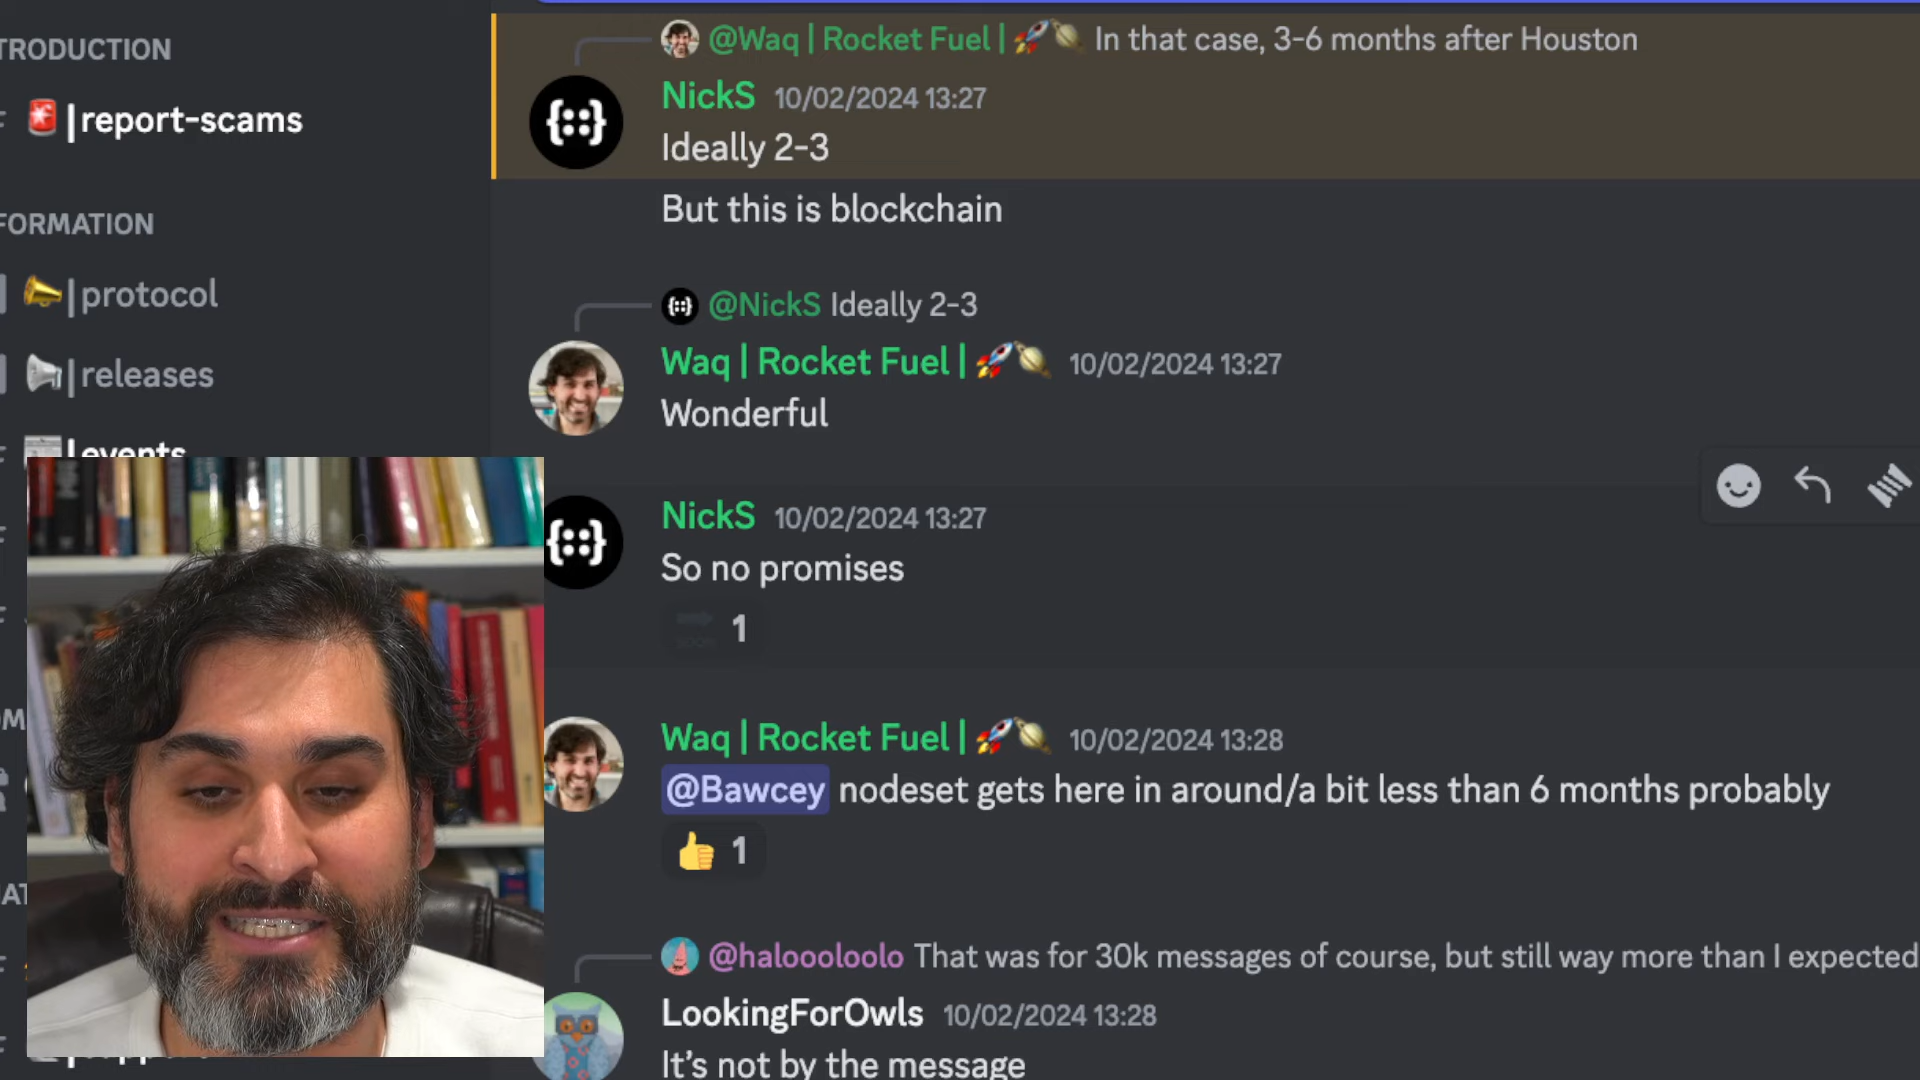 TRODUCTION
|report-scams
FORMATION
|protocol
|releases
|events
@Waq | Rocket Fuel | 🚀🪐 In that case, 3-6 months after Houston
NickS 10/02/2024 13:27
Ideally 2-3
But this is blockchain
@NickS Ideally 2-3
Waq | Rocket Fuel | 🚀🪐 10/02/2024 13:27
Wonderful
NickS 10/02/2024 13:27
So no promises
1
Waq | Rocket Fuel | 🚀🪐 10/02/2024 13:28
@Bawcey nodeset gets here in around/a bit less than 6 months probably
👍 1
@haloooloolo That was for 30k messages of course, but still way more than I expected
LookingForOwls 10/02/2024 13:28
It's not by the message